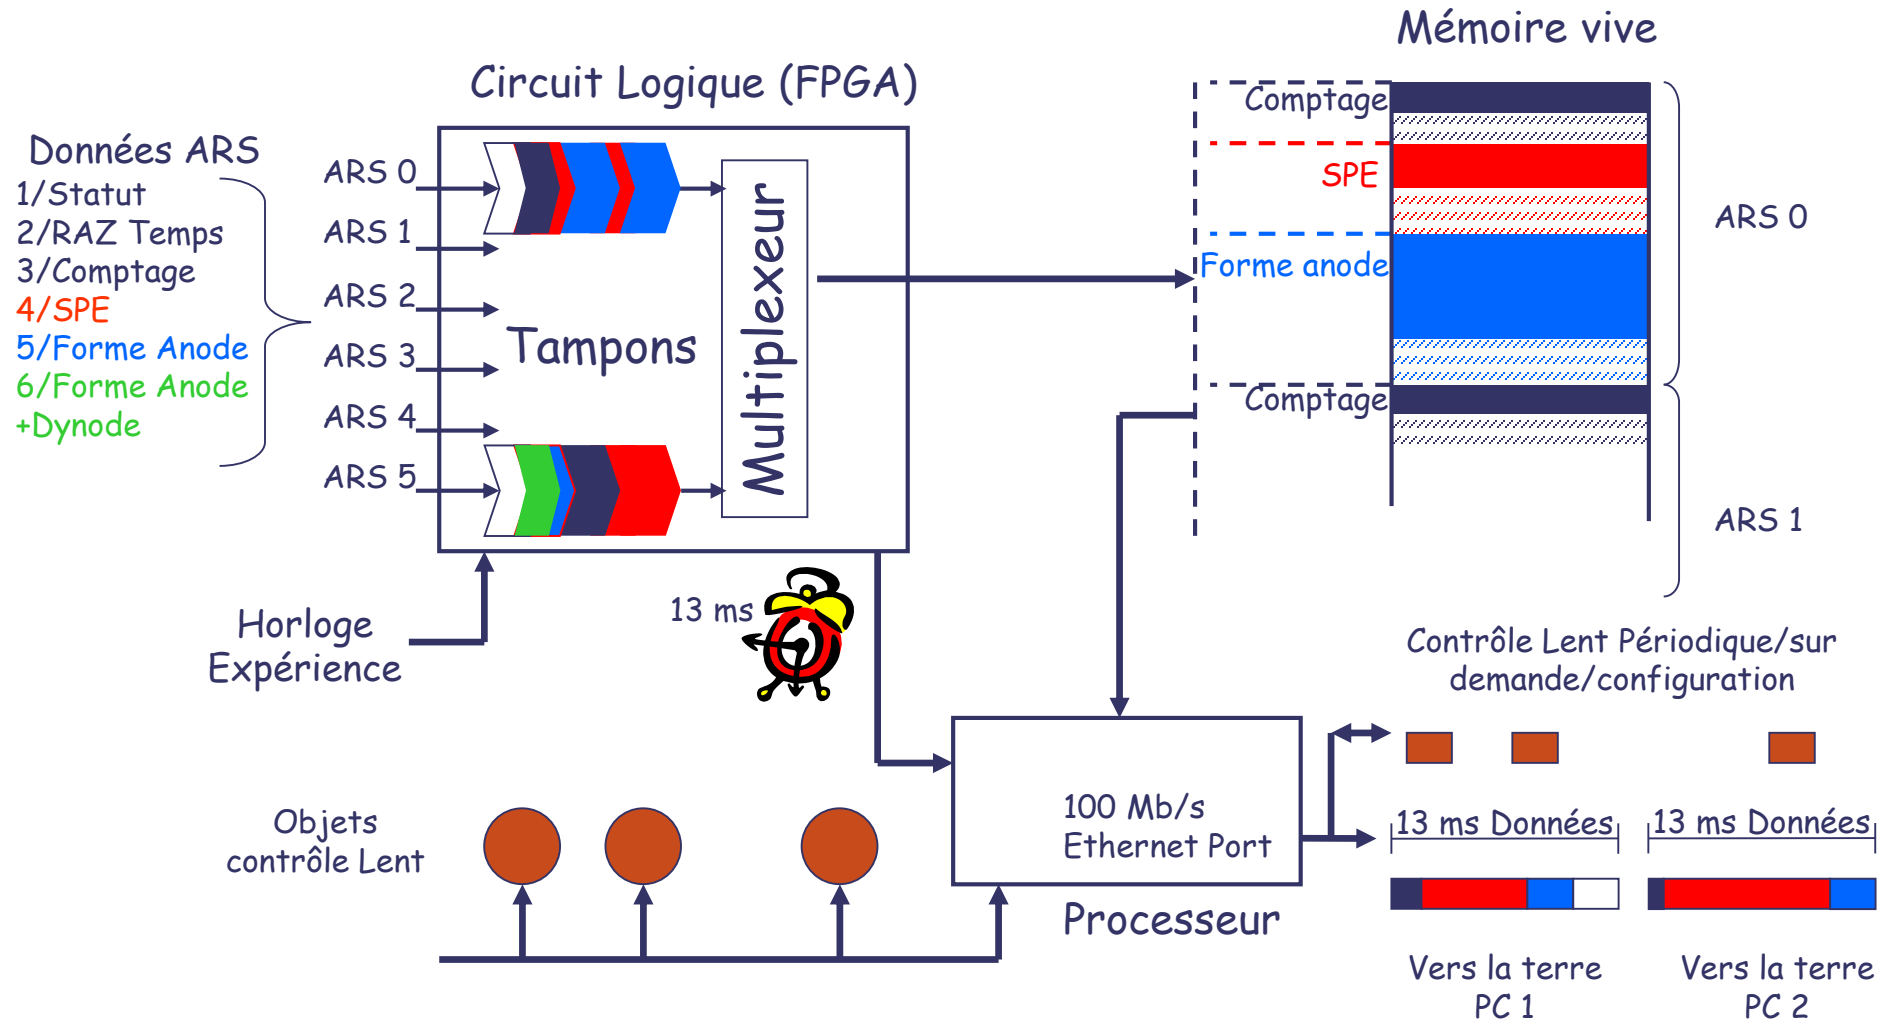 Mémoire vive
Circuit Logique (FPGA)
Données ARS
1/Statut
2/RAZ Temps
3/Comptage
4/SPE
5/Forme Anode
6/Forme Anode
+Dynode
ARS 0
ARS 1
ARS 2
ARS 3
ARS 4
ARS 5
Tampons
Multiplexeur
Comptage
SPE
Forme anode
Comptage
ARS 0
ARS 1
Horloge
Expérience
13 ms
Contrôle Lent Périodique/sur
demande/configuration
Objets
contrôle Lent
100 Mb/s
Ethernet Port
Processeur
13 ms Données
13 ms Données
Vers la terre
PC 1
Vers la terre
PC 2